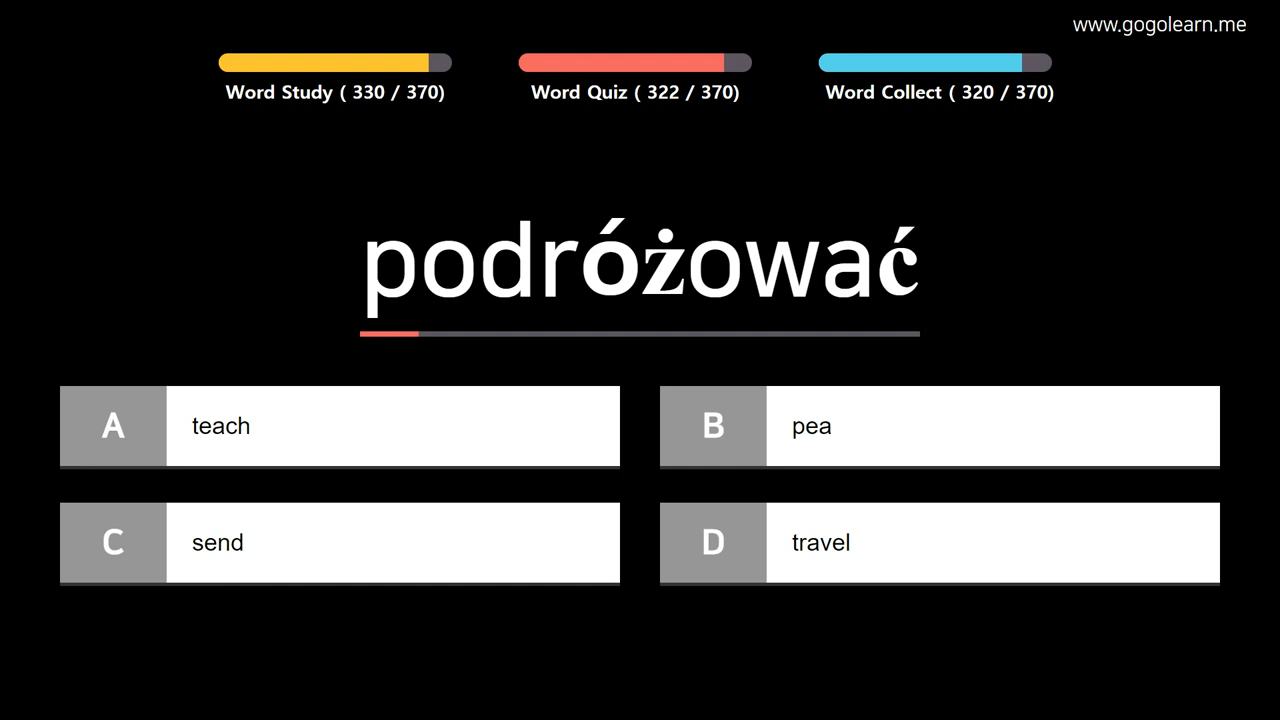 www.gogolearn.me
Word Study ( 330 / 370)
Word Quiz ( 322 / 370)
Word Collect ( 320 / 370)
podróżować
A teach
B pea
C send
D travel